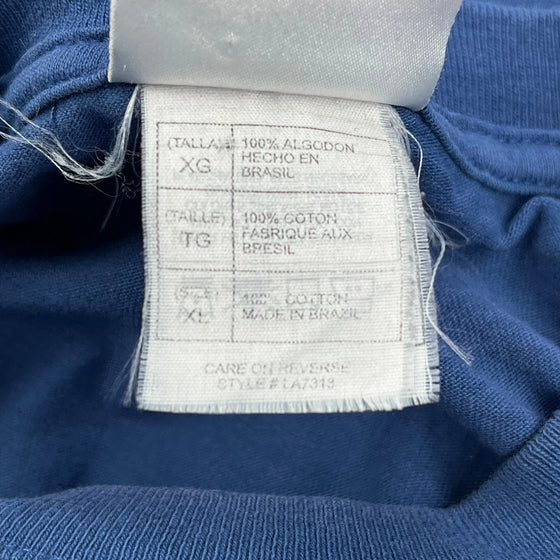 (TALLA)
XG
100% ALGODON
HECHO EN
BRASIL
(TAILLE)
TG
100% COTON
FABRIQUE AUX
BRESIL
(SIZE)
XL
100% COTTON
MADE IN BRAZIL
CARE ON REVERSE
STYLE # LA7313